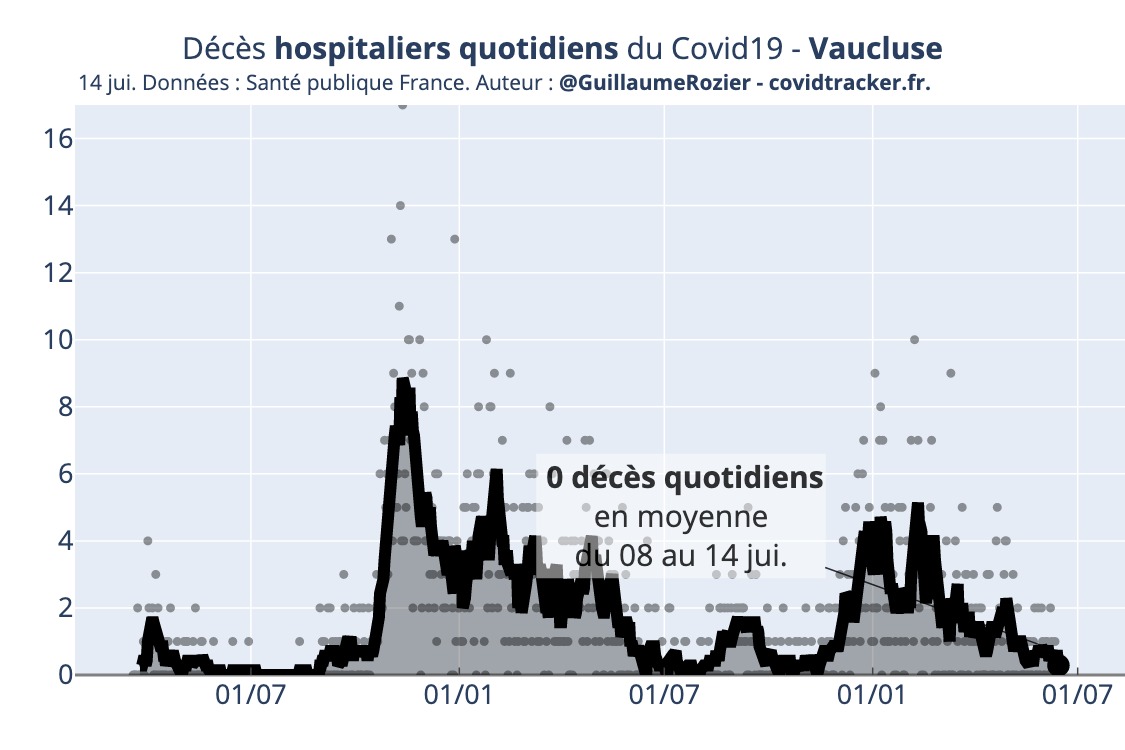 Décès hospitaliers quotidiens du Covid19 - Vaucluse
14 jui. Données : Santé publique France. Auteur : @GuillaumeRozier - covidtracker.fr.
16
14
12
10
8
6
4
2
0
0 décès quotidiens
en moyenne
du 08 au 14 jui.
01/07 01/01 01/07 01/01 01/07